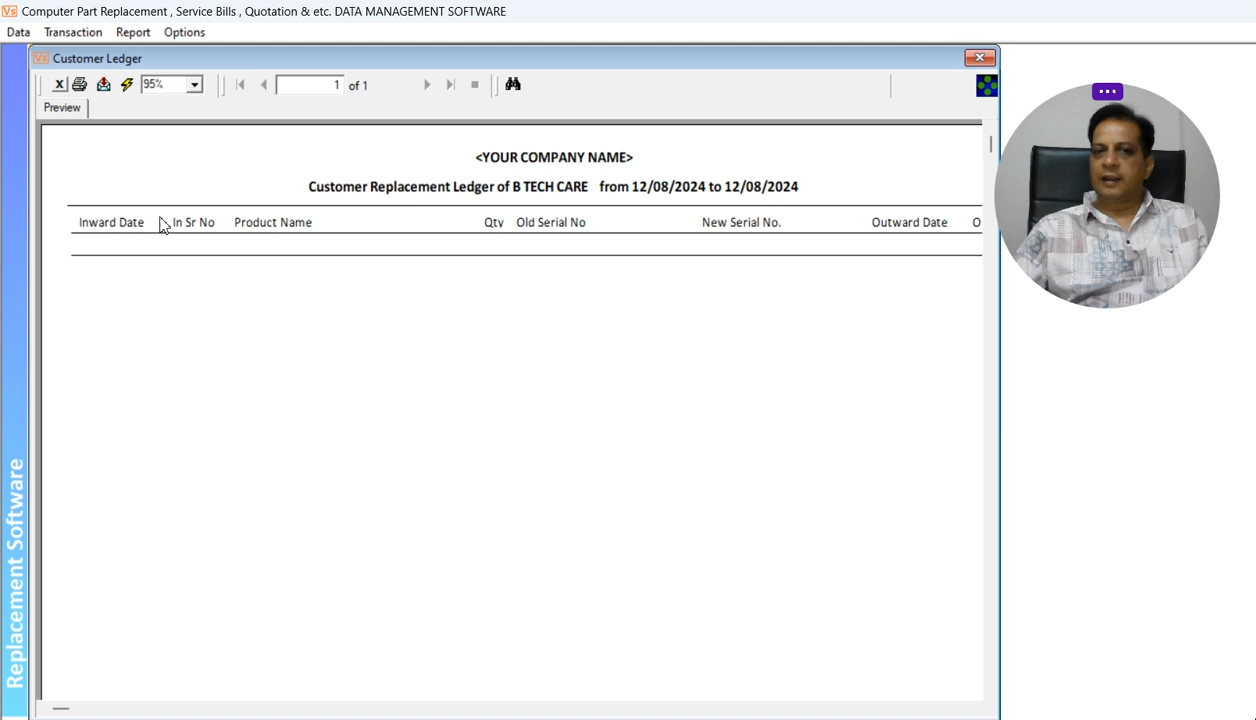 Vs Computer Part Replacement , Service Bills , Quotation & etc. DATA MANAGEMENT SOFTWARE
Data Transaction Report Options
Vs Customer Ledger
X 95% 1 of 1
Preview
<YOUR COMPANY NAME>
Customer Replacement Ledger of B TECH CARE from 12/08/2024 to 12/08/2024
Inward Date In Sr No Product Name Qty Old Serial No New Serial No. Outward Date O
Replacement Software